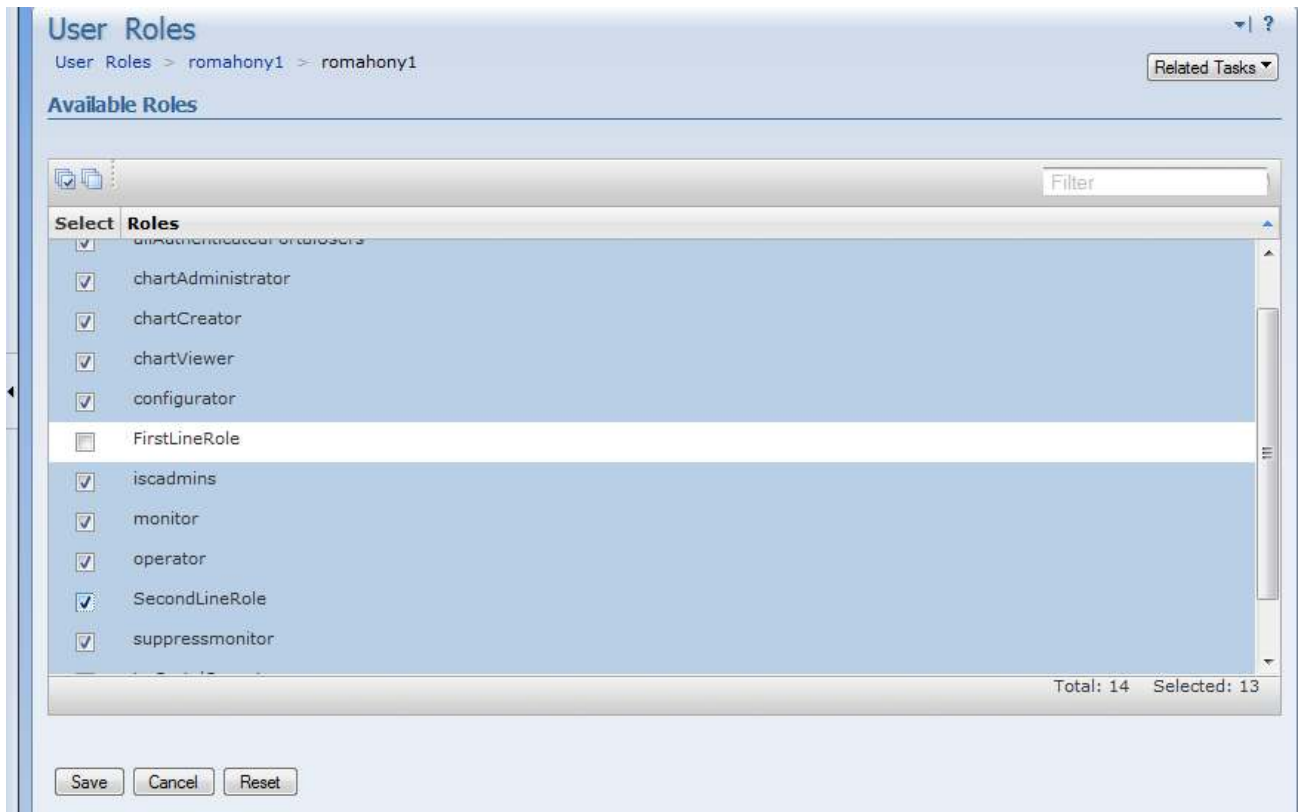 User Roles
?
User Roles > romahony1 > romahony1
Related Tasks
Available Roles
Filter
Select Roles
chartAdministrator
chartCreator
chartViewer
configurator
FirstLineRole
iscadmins
monitor
operator
SecondLineRole
suppressmonitor
Total: 14 Selected: 13
Save Cancel Reset